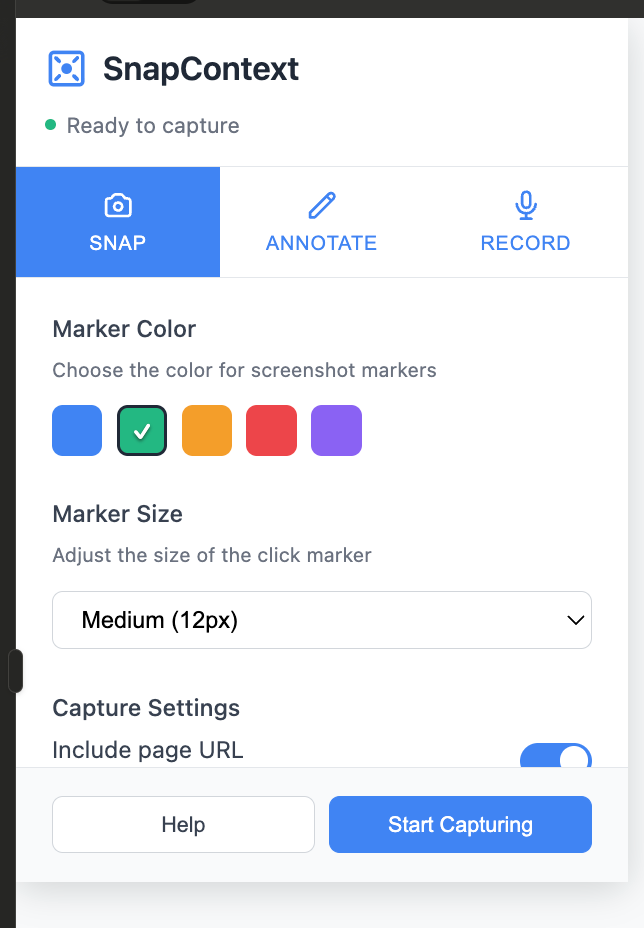 SnapContext
Ready to capture
SNAP
ANNOTATE
RECORD
Marker Color
Choose the color for screenshot markers
Marker Size
Adjust the size of the click marker
Medium (12px)
Capture Settings
Include page URL
Help
Start Capturing